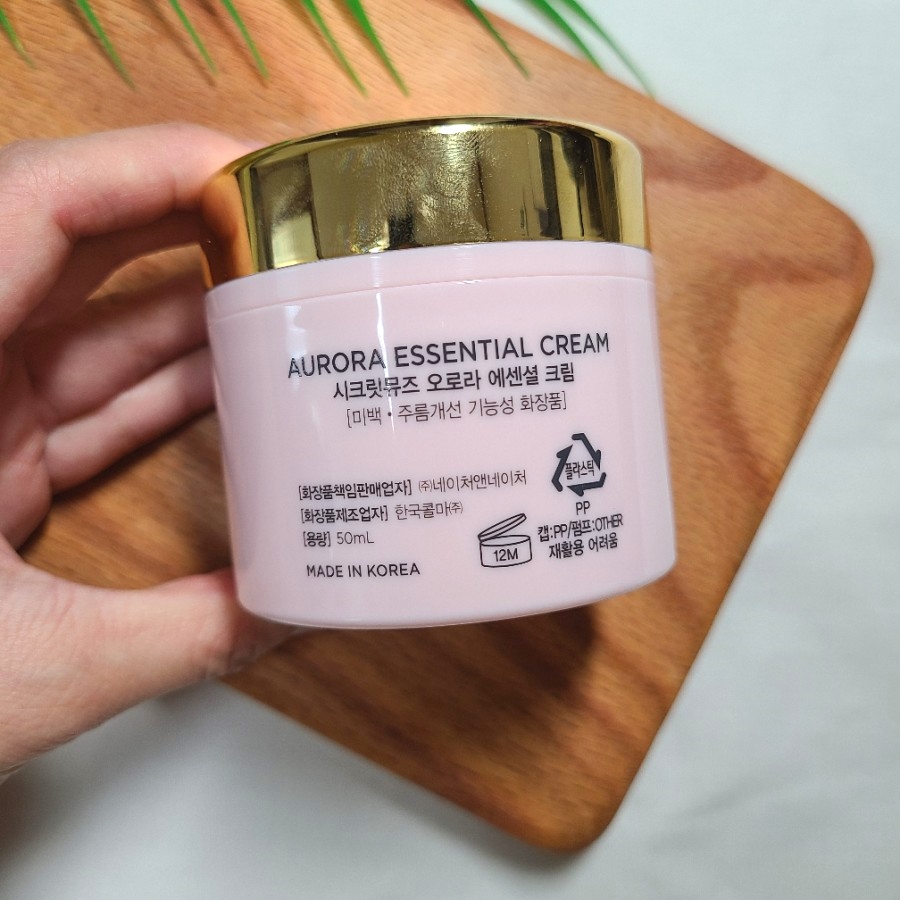 AURORA ESSENTIAL CREAM
시크릿뮤즈 오로라 에센셜 크림
[미백 • 주름개선 기능성 화장품]
[화장품책임판매업자] ㈜네이처앤네이처
[화장품제조업자] 한국콜마㈜
[용량] 50mL
MADE IN KOREA
12M
플라스틱
PP
캡:PP/펌프:OTHER
재활용 어려움